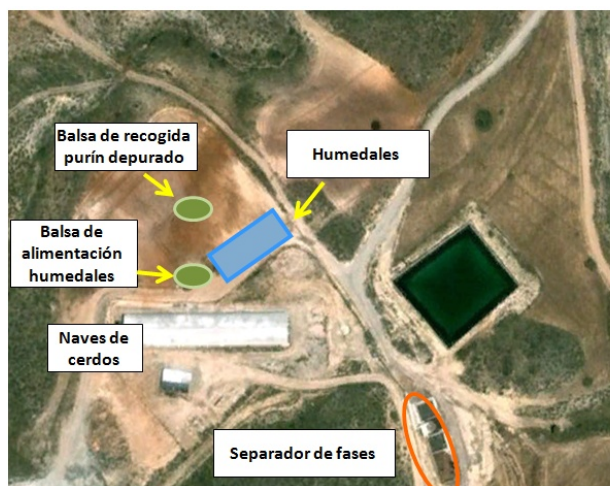 Balsa de recogida
purín depurado
Humedales
Balsa de
alimentación
humedales
Naves de
cerdos
Separador de fases